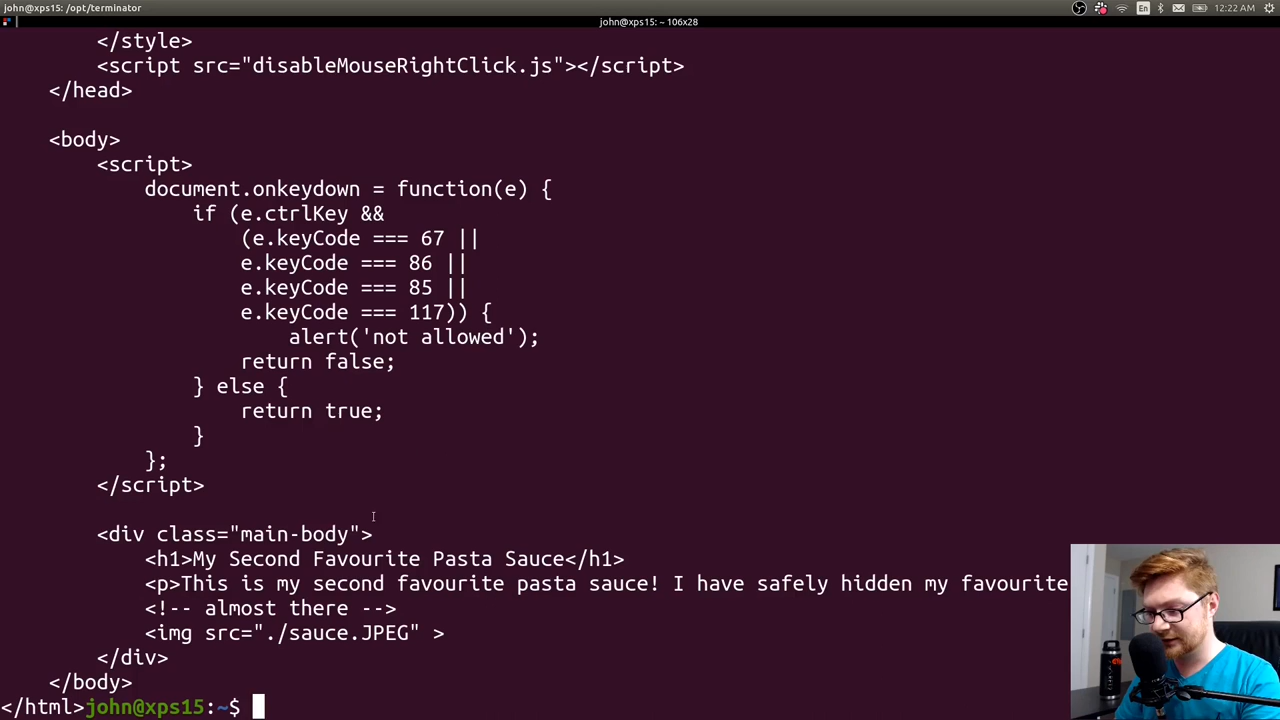 john@xps15: /opt/terminator
En
12:22 AM
john@xps15: ~ 106x28
</style>
<script src="disableMouseRightClick.js"></script>
</head>
<body>
<script>
document.onkeydown = function(e) {
if (e.ctrlKey &&
(e.keyCode === 67 ||
e.keyCode === 86 ||
e.keyCode === 85 ||
e.keyCode === 117)) {
alert('not allowed');
return false;
} else {
return true;
}
};
</script>
<div class="main-body">
<h1>My Second Favourite Pasta Sauce</h1>
<p>This is my second favourite pasta sauce! I have safely hidden my favourite
<!-- almost there -->
<img src="./sauce.JPEG" >
</div>
</body>
</html>john@xps15:~$